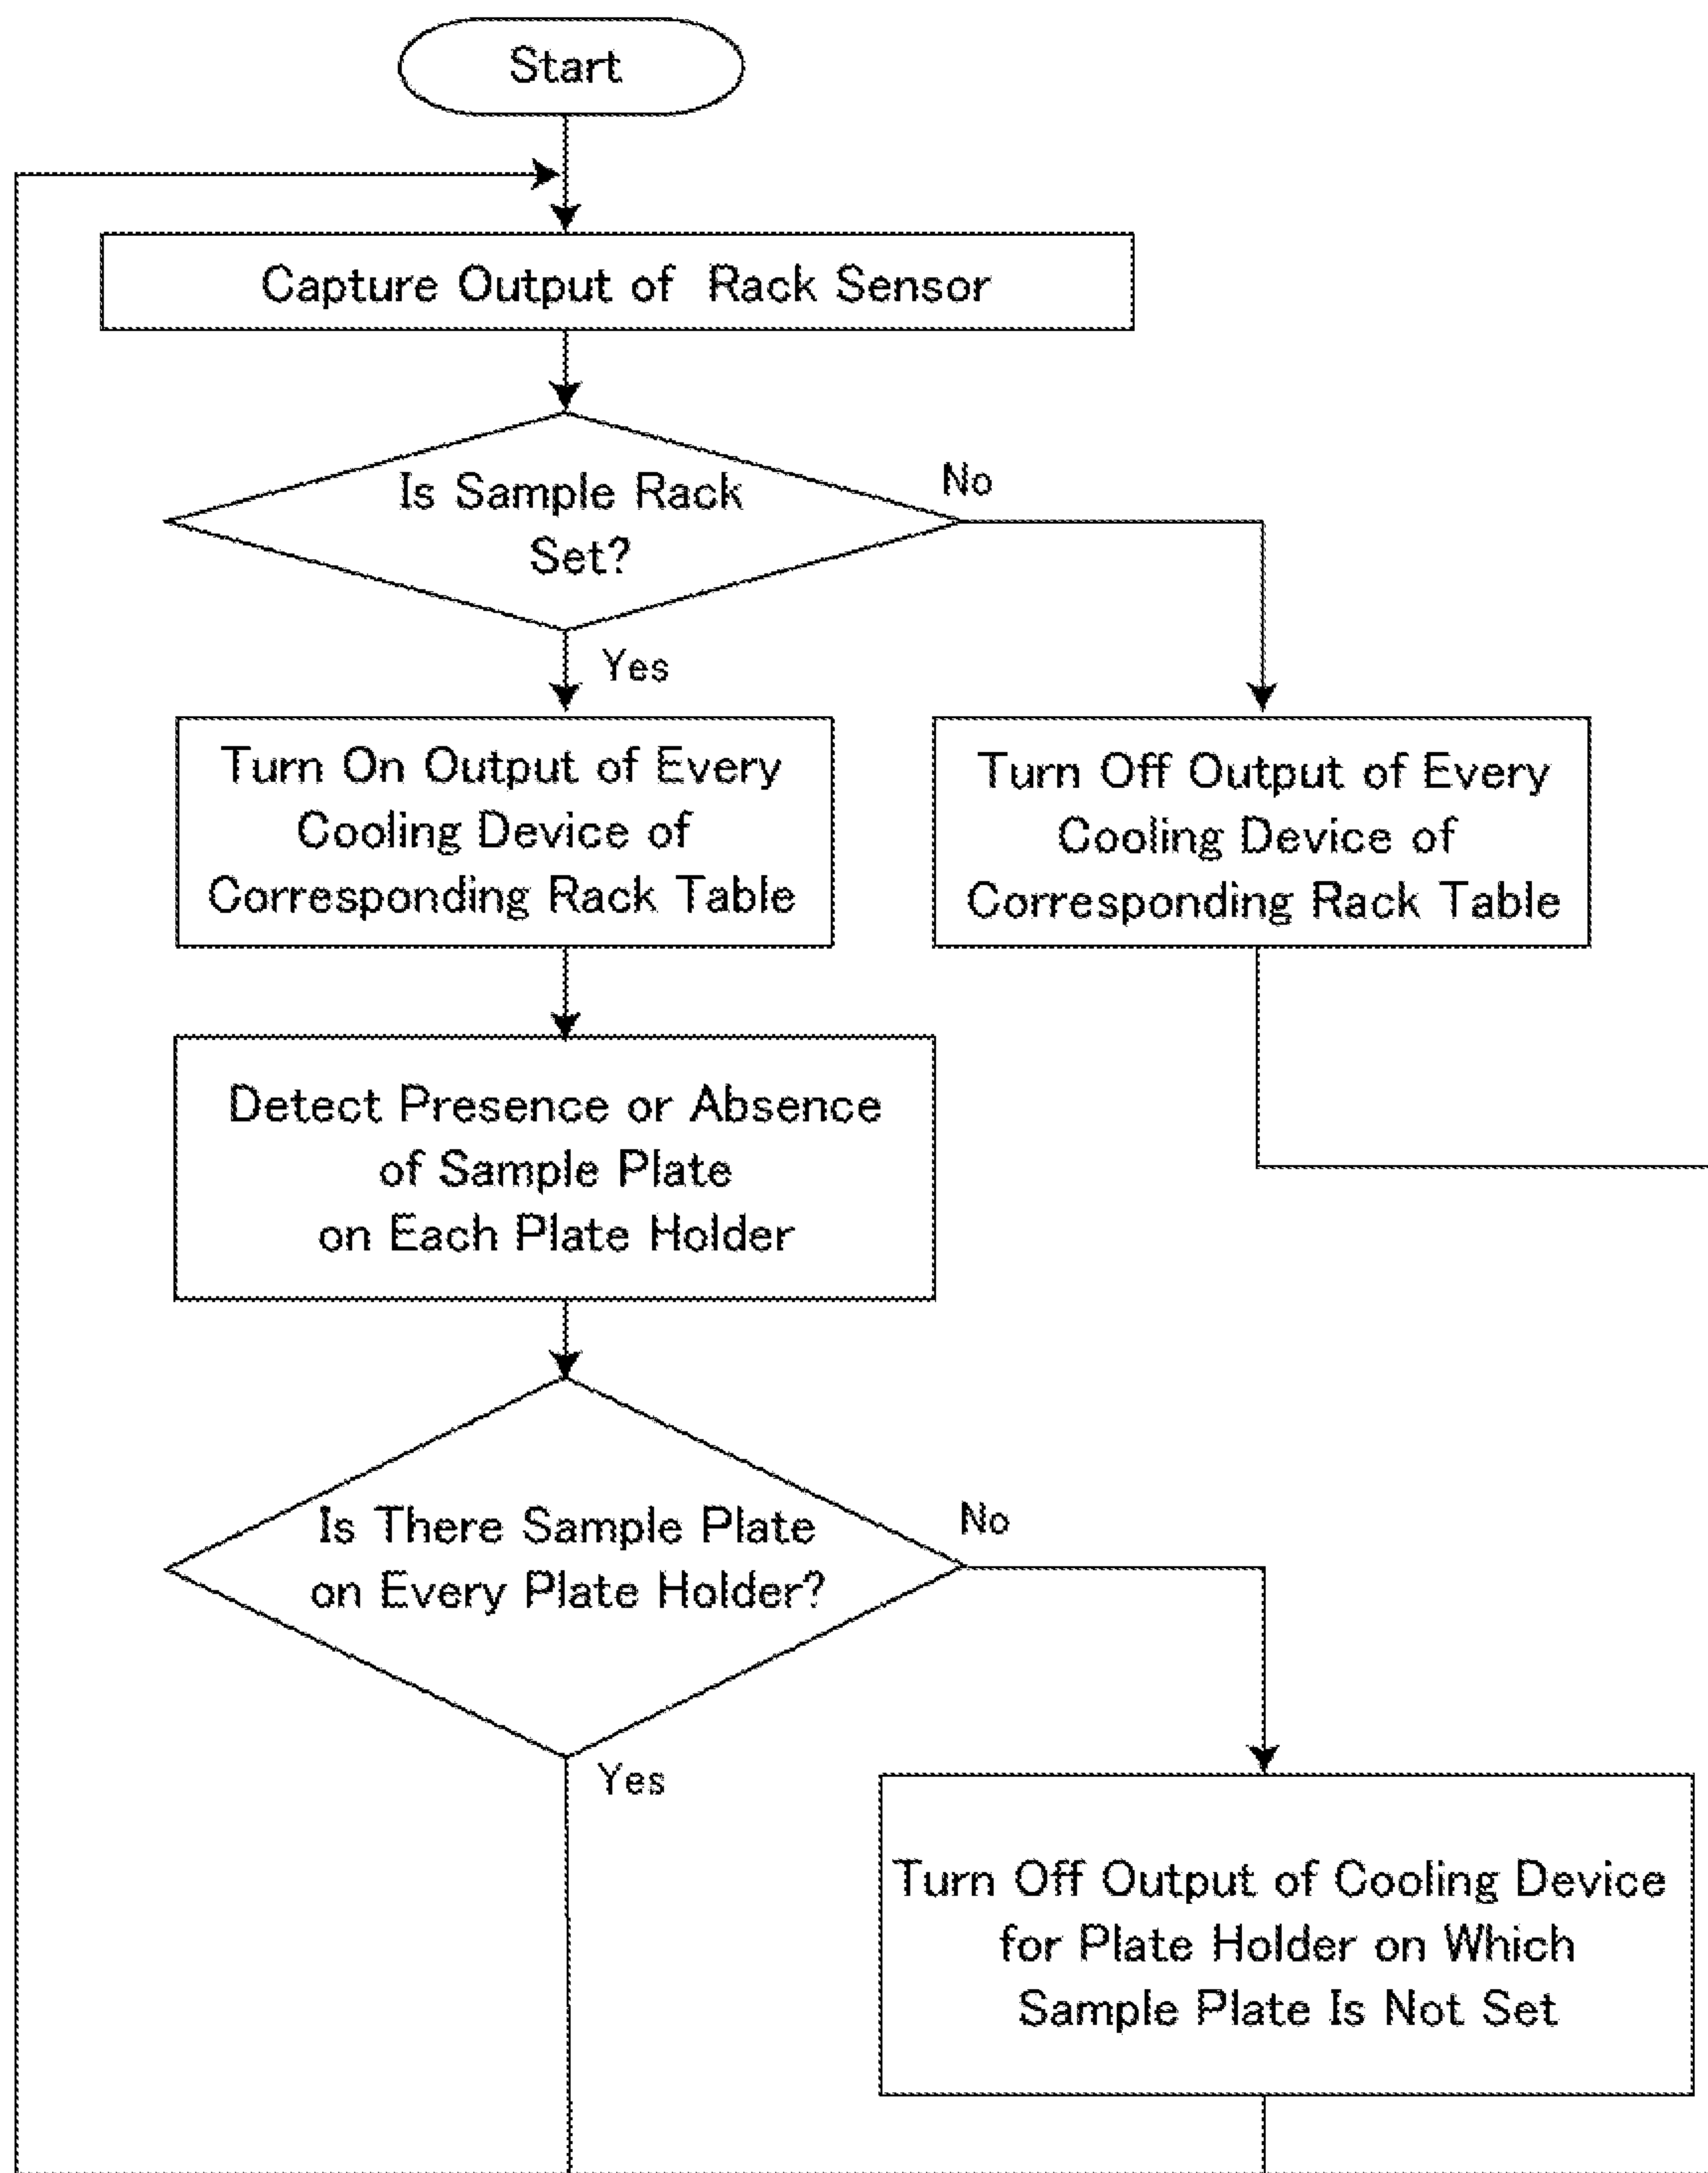 Start
Capture Output of Rack Sensor
Is Sample Rack
Set?
No
Yes
Turn On Output of Every
Cooling Device of
Corresponding Rack Table
Turn Off Output of Every
Cooling Device of
Corresponding Rack Table
Detect Presence or Absence
of Sample Plate
on Each Plate Holder
Is There Sample Plate
on Every Plate Holder?
No
Yes
Turn Off Output of Cooling Device
for Plate Holder on Which
Sample Plate Is Not Set